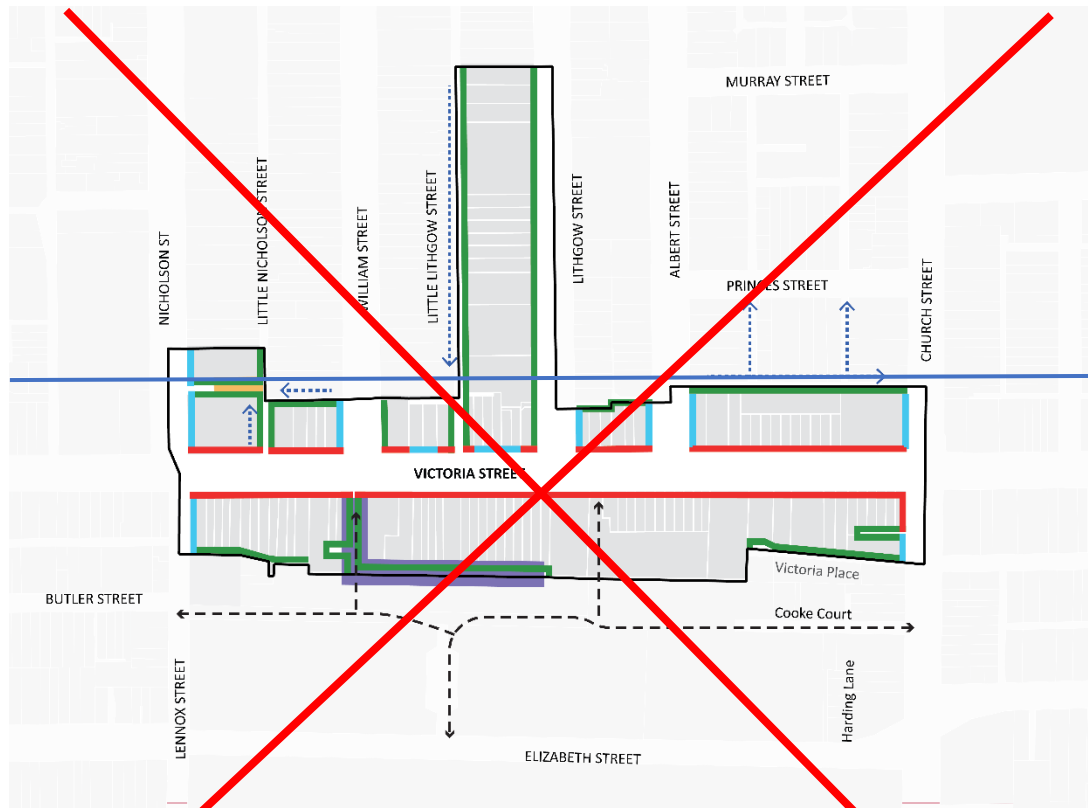 MURRAY STREET
NICHOLSON ST
LITTLE NICHOLSON STREET
WILLIAM STREET
LITTLE LITHGOW STREET
LITHGOW STREET
ALBERT STREET
PRINCES STREET
CHURCH STREET
VICTORIA STREET
Victoria Place
BUTLER STREET
Cooke Court
LENNOX STREET
Harding Lane
ELIZABETH STREET